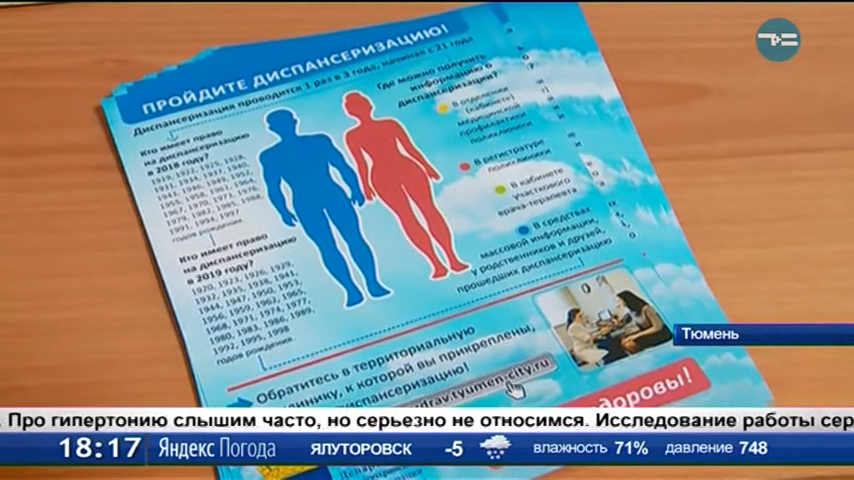 ПРОЙДИТЕ ДИСПАНСЕРИЗАЦИЮ!
Диспансеризация проводится 1 раз в 3 года, начиная с 21 года
Кто имеет право
на диспансеризацию
в 2018 году?
1919, 1922, 1925, 1928,
1931, 1934, 1937, 1940,
1943, 1946, 1949, 1952,
1955, 1958, 1961, 1964,
1967, 1970, 1973, 1976,
1979, 1982, 1985, 1988,
1991, 1994, 1997
годов рождения
Кто имеет право
на диспансеризацию
в 2019 году?
1920, 1923, 1926, 1929,
1932, 1935, 1938, 1941,
1944, 1947, 1950, 1953,
1956, 1959, 1962, 1965,
1968, 1971, 1974, 1977,
1980, 1983, 1986, 1989,
1992, 1995, 1998
годов рождения
Где можно получить
информацию о
диспансеризации?
В отделении
(кабинете)
медицинской
профилактики
поликлиники
В регистратуре
поликлиники
В кабинете
участкового
врача-терапевта
В средствах
массовой информации,
у родственников и друзей,
прошедших диспансеризацию
Обратитесь в территориальную
линику, к которой вы прикреплены,
диспансеризацию!
zdrav.tyumen-city.ru
здоровы!
Тюмень
. Про гипертонию слышим часто, но серьезно не относимся. Исследование работы сер
18:17 Яндекс Погода ЯЛУТОРОВСК -5 влажность 71% давление 748